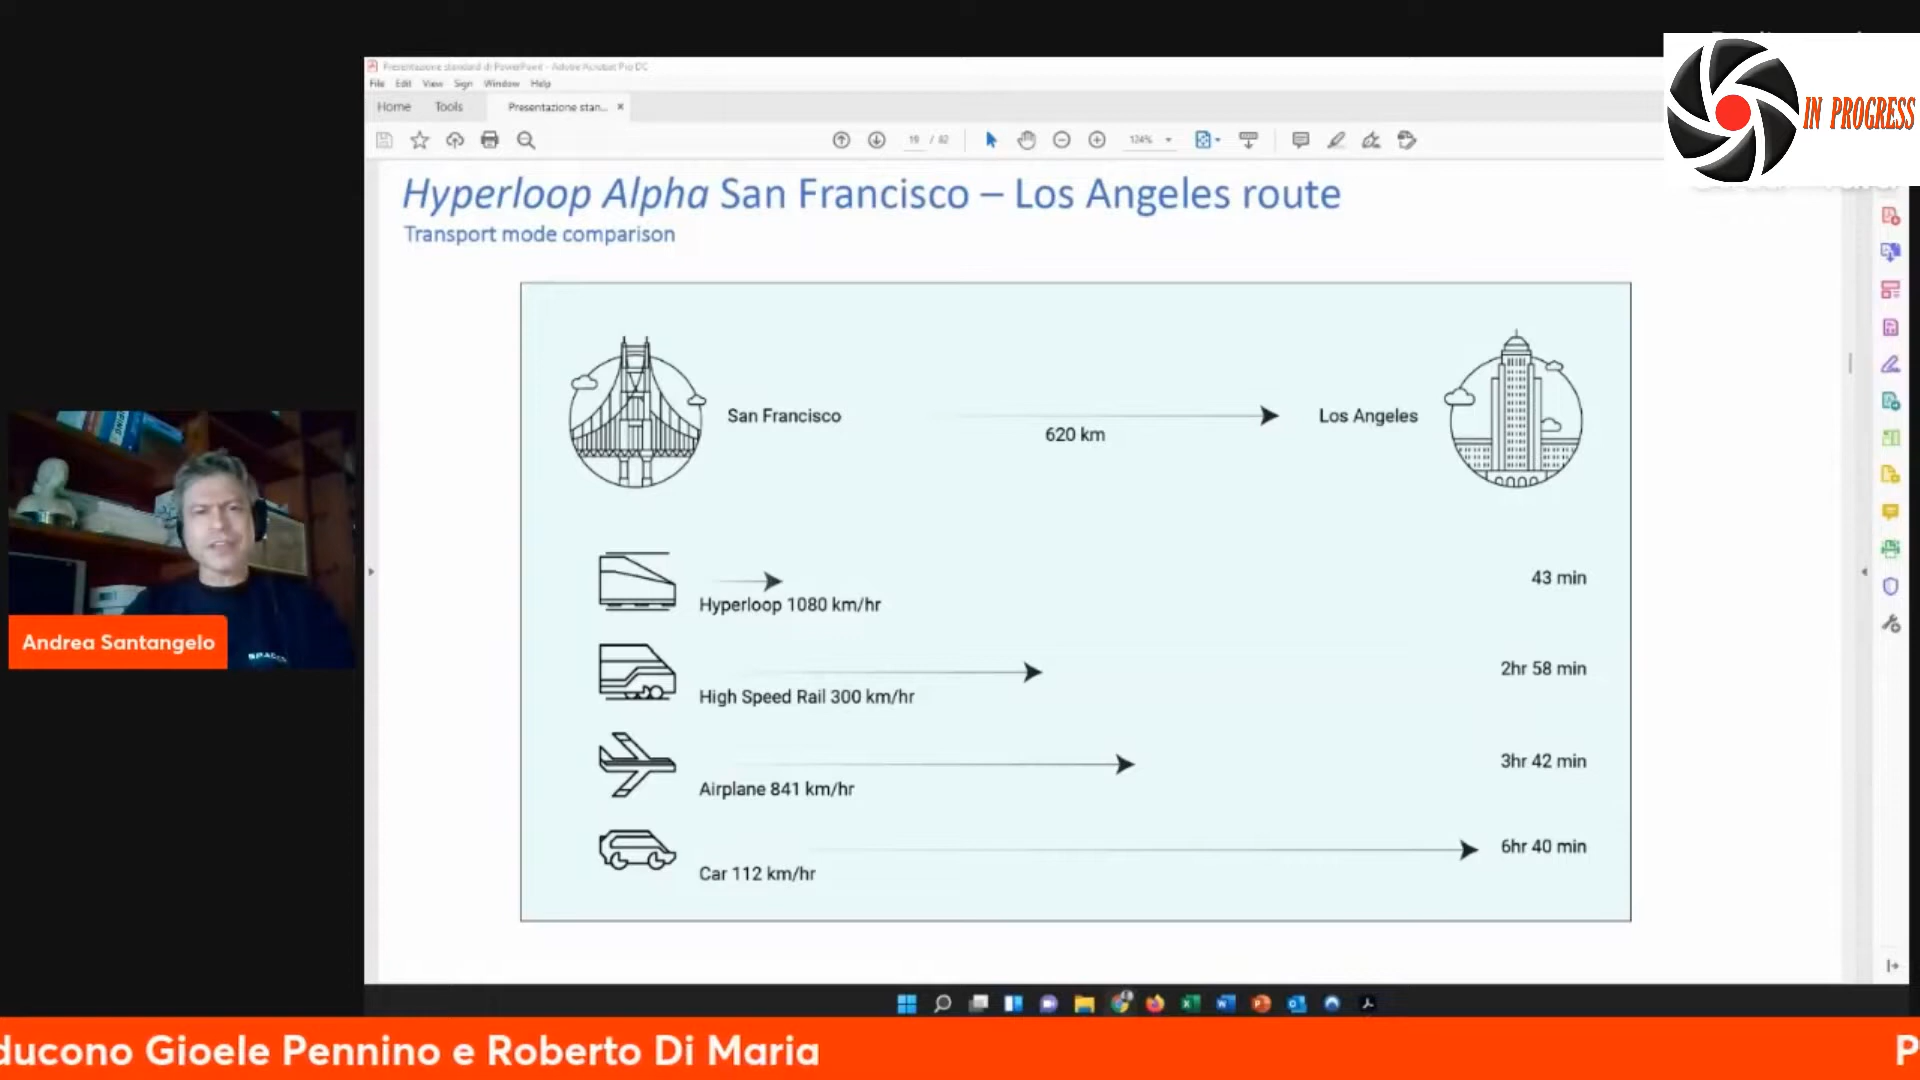 Presentazione standard di PowerPoint - Adobe Acrobat Pro DC
File Edit View Sign Window Help
Home Tools Presentazione stan... ×
19 / 82 124%
IN PROGRESS
Hyperloop Alpha San Francisco – Los Angeles route
Transport mode comparison
San Francisco
620 km
Los Angeles
Hyperloop 1080 km/hr
43 min
High Speed Rail 300 km/hr
2hr 58 min
Airplane 841 km/hr
3hr 42 min
Car 112 km/hr
6hr 40 min
Andrea Santangelo
ducono Gioele Pennino e Roberto Di Maria
P